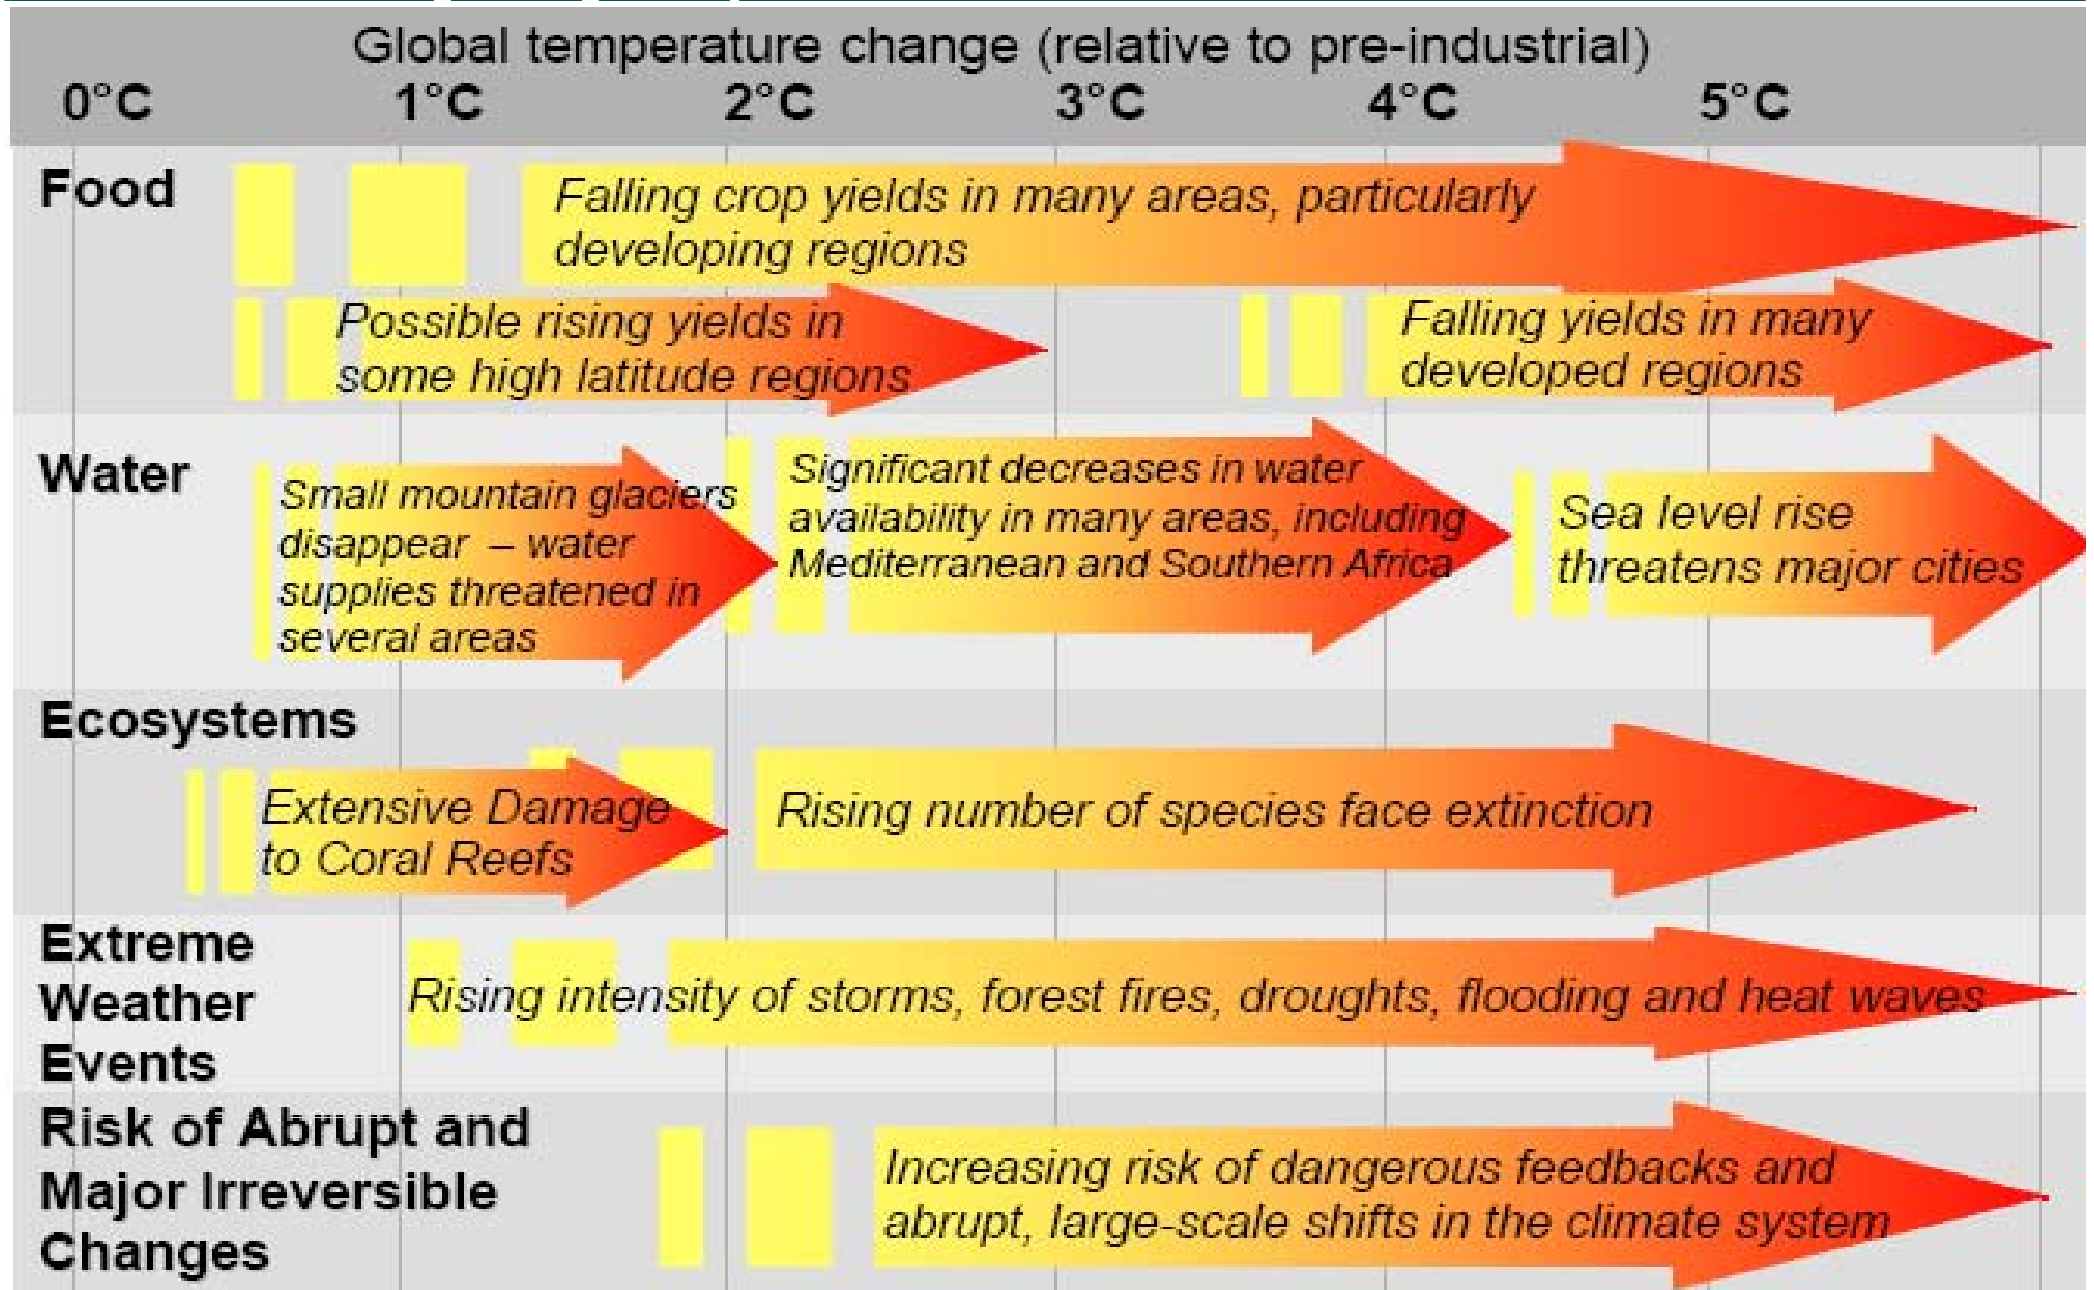 Global temperature change (relative to pre-industrial)
0°C 1°C 2°C 3°C 4°C 5°C
Food
Falling crop yields in many areas, particularly
developing regions
Possible rising yields in
some high latitude regions
Falling yields in many
developed regions
Water
Small mountain glaciers
disappear – water
supplies threatened in
several areas
Significant decreases in water
availability in many areas, including
Mediterranean and Southern Africa
Sea level rise
threatens major cities
Ecosystems
Extensive Damage
to Coral Reefs
Rising number of species face extinction
Extreme
Weather
Events
Rising intensity of storms, forest fires, droughts, flooding and heat waves
Risk of Abrupt and
Major Irreversible
Changes
Increasing risk of dangerous feedbacks and
abrupt, large-scale shifts in the climate system